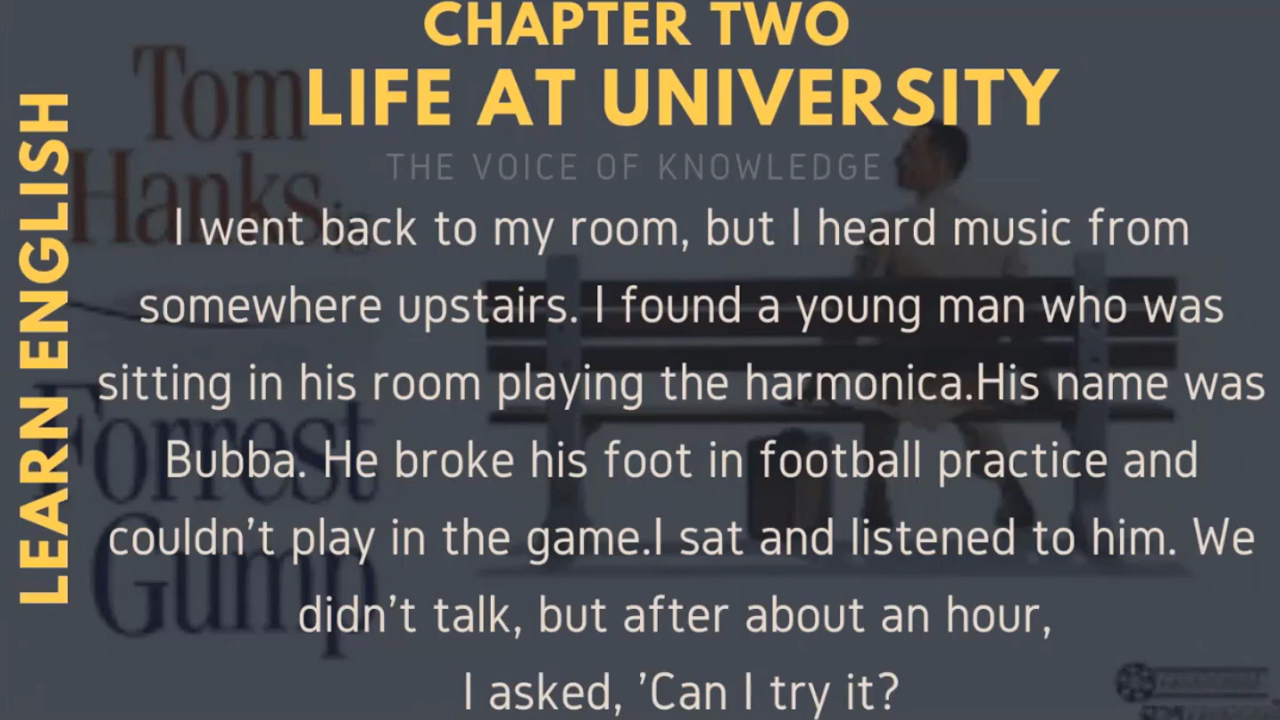 CHAPTER TWO
LIFE AT UNIVERSITY
THE VOICE OF KNOWLEDGE
LEARN ENGLISH
Tom
Hanks is
Forrest
Gump
I went back to my room, but I heard music from
somewhere upstairs. I found a young man who was
sitting in his room playing the harmonica.His name was
Bubba. He broke his foot in football practice and
couldn't play in the game.I sat and listened to him. We
didn't talk, but after about an hour,
I asked, ’Can I try it?